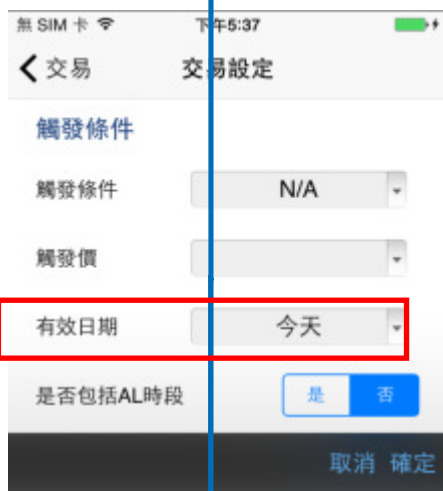 無 SIM 卡 下午5:37
交易 交易設定
觸發條件
觸發條件 N/A
觸發價
有效日期 今天
是否包括AL時段 是 否
取消 確定